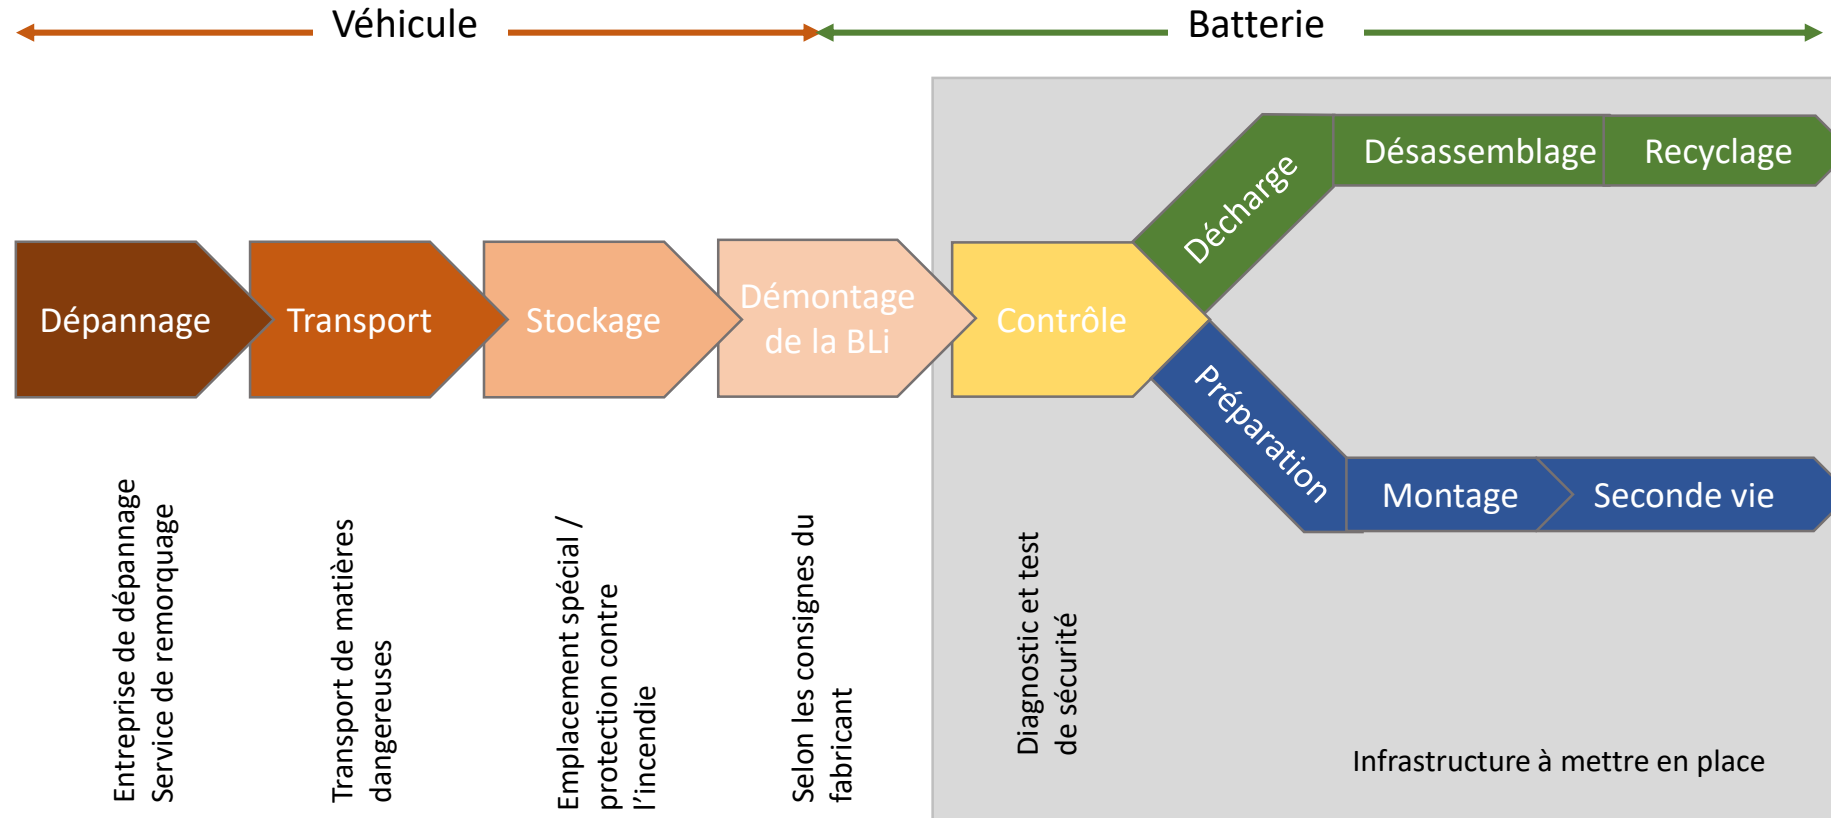 Véhicule
Batterie
Dépannage
Transport
Stockage
Démontage
de la BLi
Contrôle
Décharge
Désassemblage
Recyclage
Préparation
Montage
Seconde vie
Entreprise de dépannage
Service de remorquage
Transport de matières
dangereuses
Emplacement spécial /
protection contre
l’incendie
Selon les consignes du
fabricant
Diagnostic et test
de sécurité
Infrastructure à mettre en place